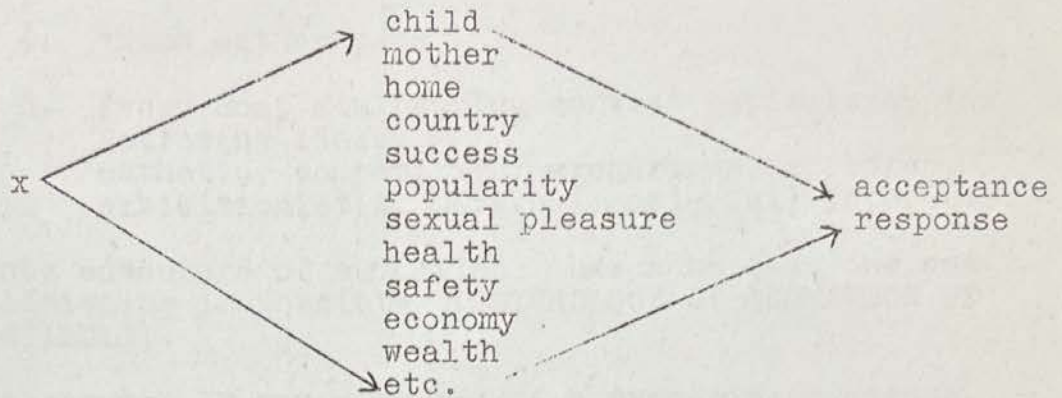 child
mother
home
country
success
x popularity acceptance
sexual pleasure response
health
safety
economy
wealth
etc.